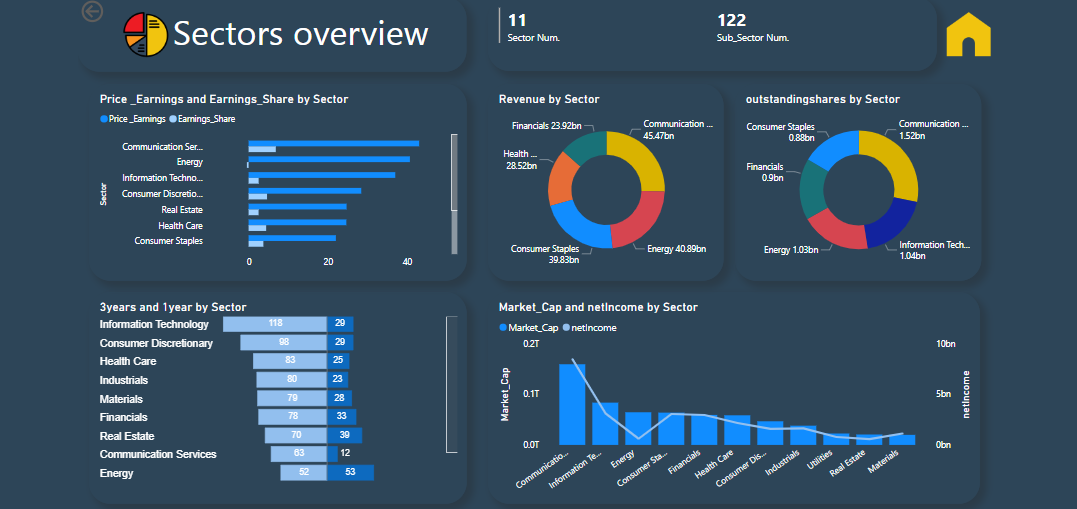 Sectors overview
11
Sector Num.
122
Sub_Sector Num.
Price _Earnings and Earnings_Share by Sector
Price _Earnings Earnings_Share
Sector
Communication Ser...
Energy
Information Techno...
Consumer Discretio...
Real Estate
Health Care
Consumer Staples
0 20 40
Revenue by Sector
Financials 23.92bn
Communication ...
45.47bn
Health ...
28.52bn
Consumer Staples
39.83bn
Energy 40.89bn
outstandingshares by Sector
Consumer Staples
0.88bn
Communication ...
1.52bn
Financials
0.9bn
Energy 1.03bn
Information Tech...
1.04bn
3years and 1year by Sector
Information Technology 118 29
Consumer Discretionary 98 29
Health Care 83 25
Industrials 80 23
Materials 79 28
Financials 78 33
Real Estate 70 39
Communication Services 63 12
Energy 52 53
Market_Cap and netIncome by Sector
Market_Cap netIncome
Market_Cap
0.2T
0.1T
0.0T
10bn
5bn
0bn
netIncome
Communicatio...
Information Te...
Energy
Consumer Sta...
Financials
Health Care
Consumer Dis...
Industrials
Utilities
Real Estate
Materials